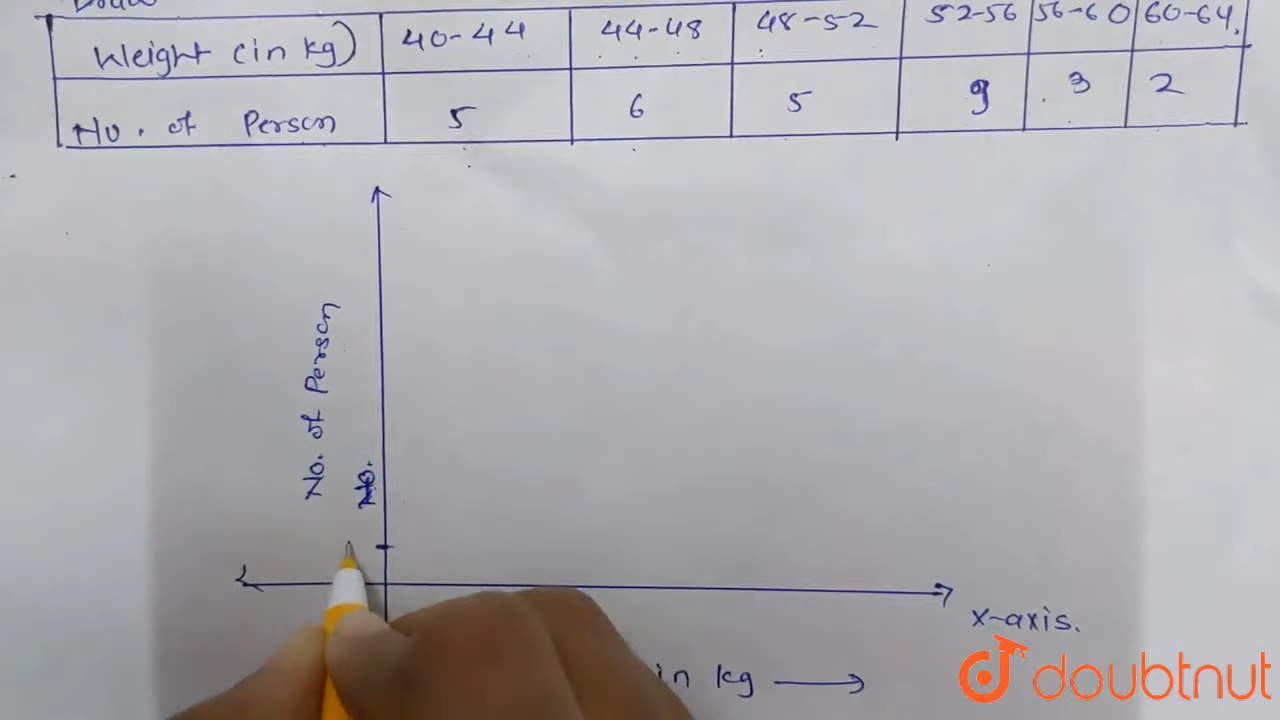 Weight (in kg) 40-44 44-48 48-52 52-56 56-60 60-64.
No. of Person 5 6 5 9 3 2
No. of Person
No.
x-axis.
in kg
doubtnut